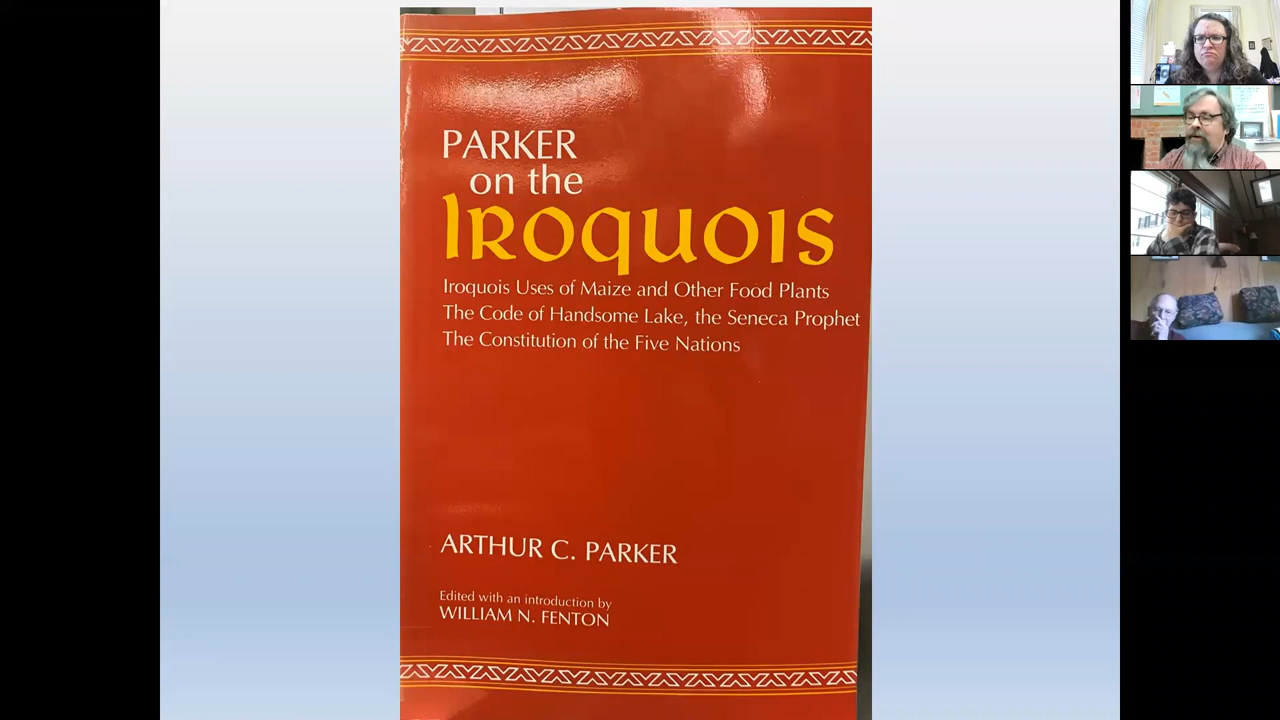 PARKER
on the
IROQUOIS
Iroquois Uses of Maize and Other Food Plants
The Code of Handsome Lake, the Seneca Prophet
The Constitution of the Five Nations
ARTHUR C. PARKER
Edited with an introduction by
WILLIAM N. FENTON